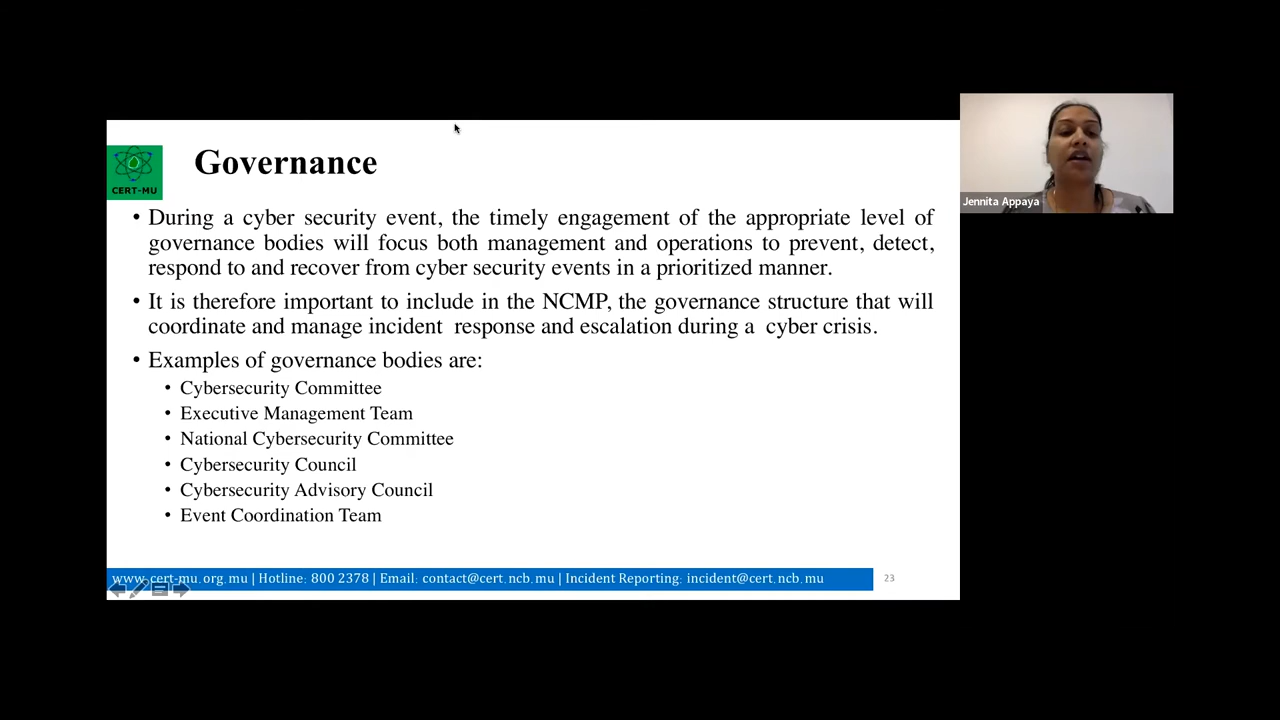 Governance
CERT-MU
• During a cyber security event, the timely engagement of the appropriate level of
governance bodies will focus both management and operations to prevent, detect,
respond to and recover from cyber security events in a prioritized manner.
• It is therefore important to include in the NCMP, the governance structure that will
coordinate and manage incident response and escalation during a cyber crisis.
• Examples of governance bodies are:
• Cybersecurity Committee
• Executive Management Team
• National Cybersecurity Committee
• Cybersecurity Council
• Cybersecurity Advisory Council
• Event Coordination Team
www.cert-mu.org.mu | Hotline: 800 2378 | Email: contact@cert.ncb.mu | Incident Reporting: incident@cert.ncb.mu
23
Jennita Appaya